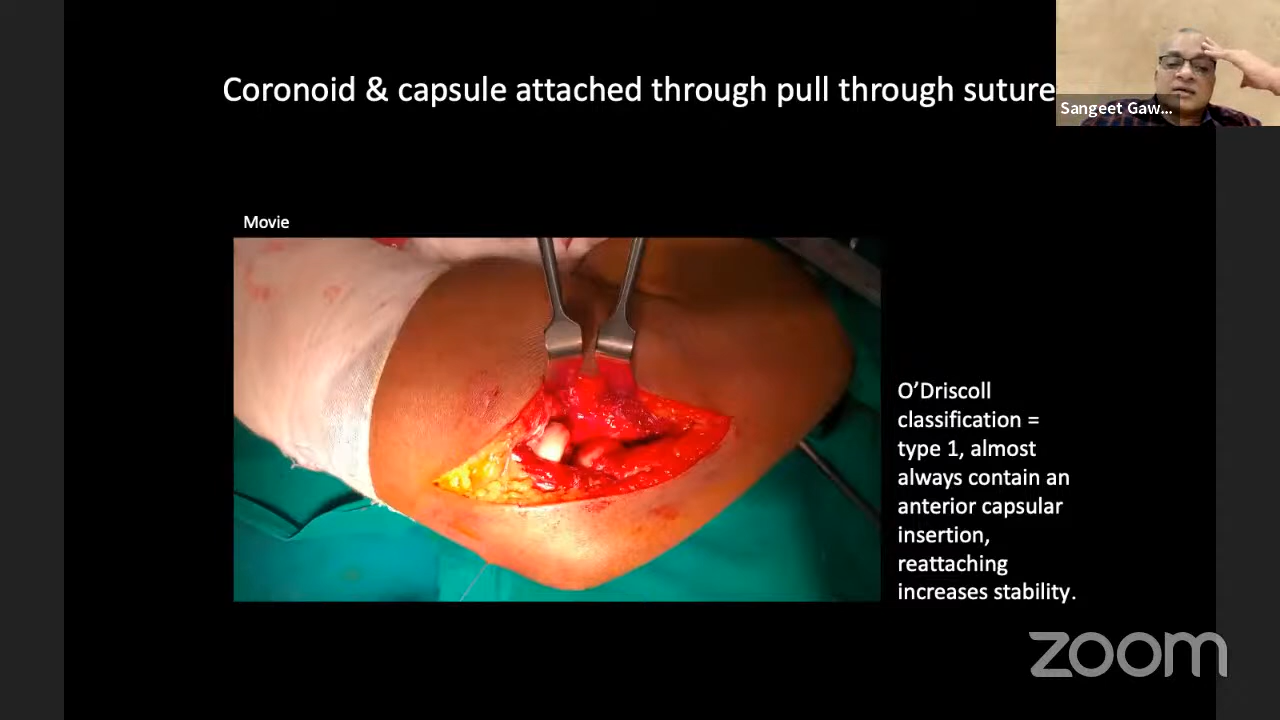 Coronoid & capsule attached through pull through suture
Sangeet Gaw...
Movie
O’Driscoll
classification =
type 1, almost
always contain an
anterior capsular
insertion,
reattaching
increases stability.
zoom